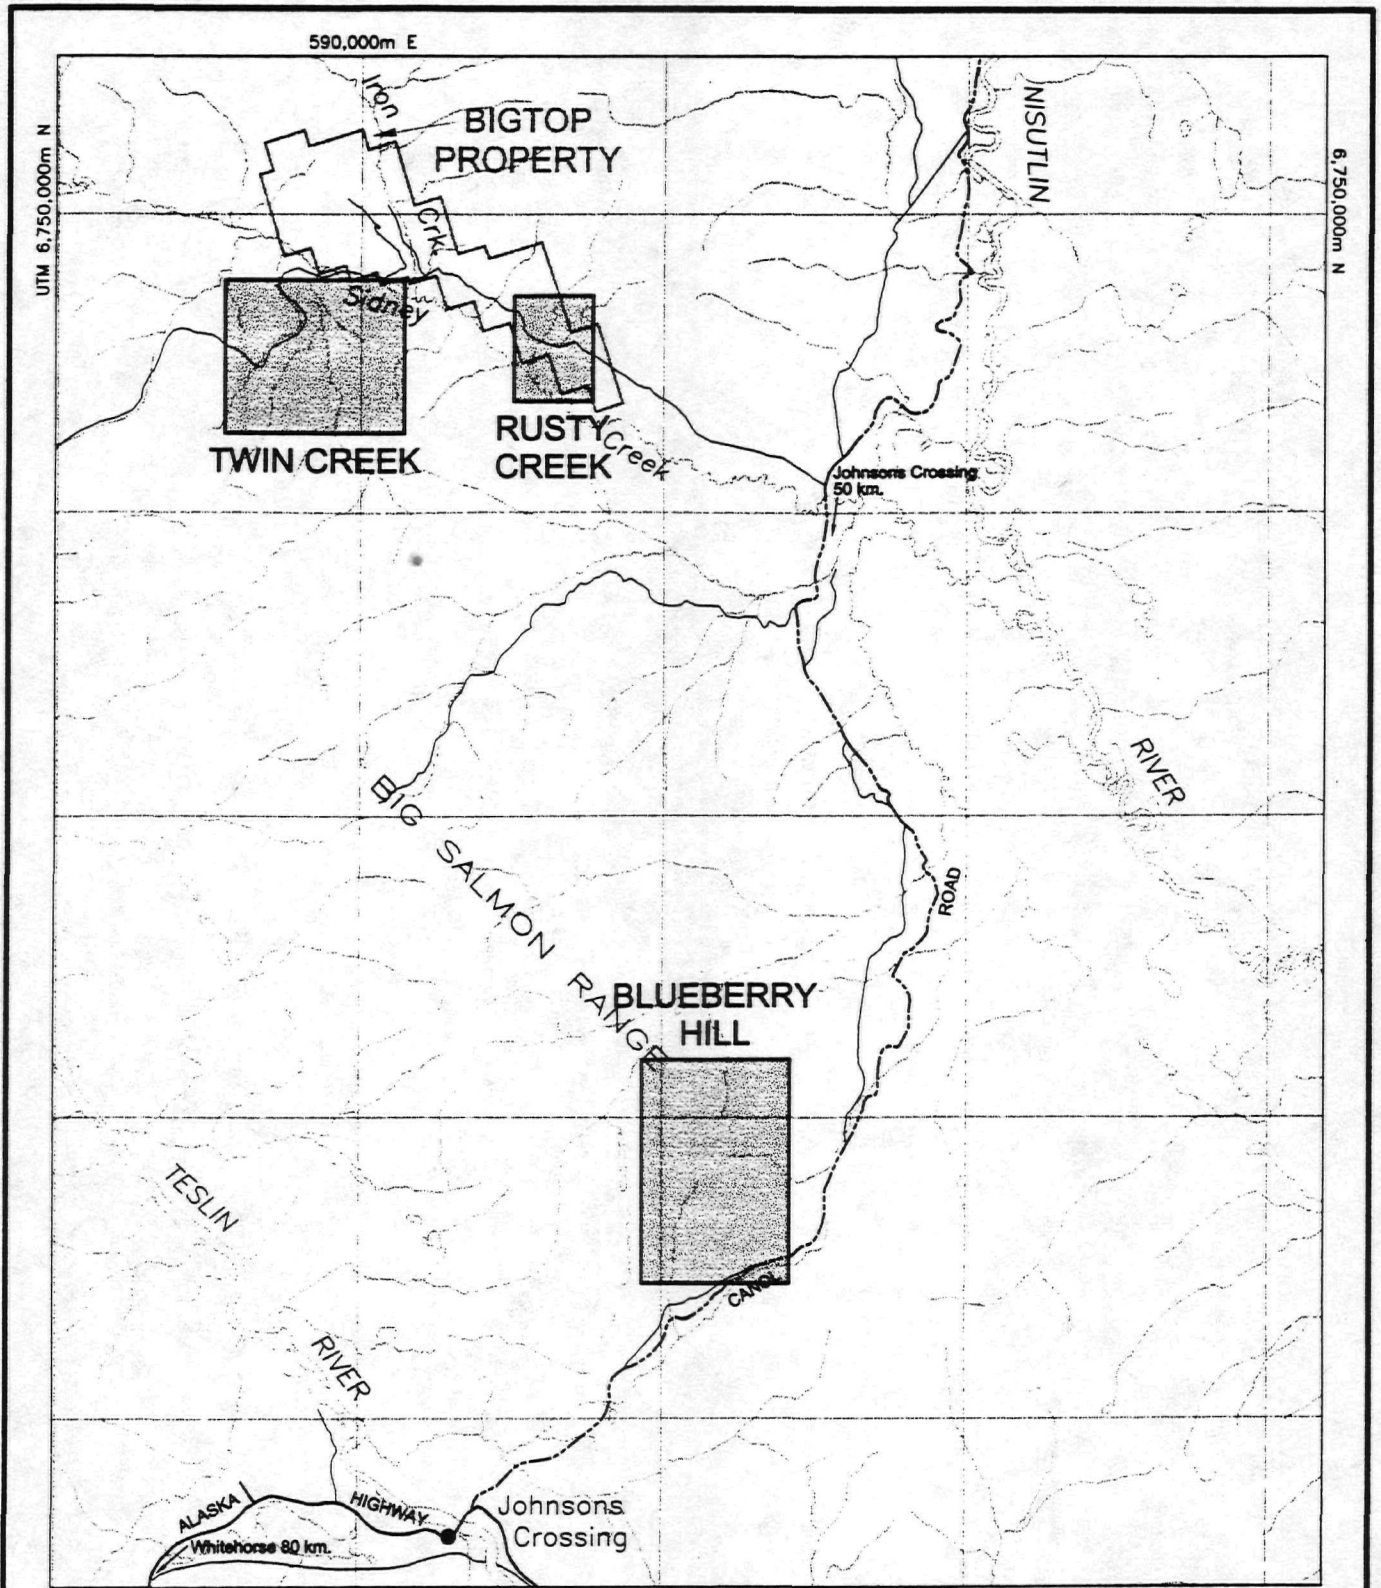 590,000m E
UTM 6,750,000m N
6,750,000m N
Iron
Crk.
BIGTOP
PROPERTY
NISUTLIN
Sidney
Creek
TWIN CREEK
RUSTY
CREEK
Johnsons Crossing
50 km.
RIVER
BIG SALMON RANGE
ROAD
BLUEBERRY
HILL
TESLIN
CANOL
RIVER
ALASKA
HIGHWAY
Johnsons
Crossing
Whitehorse 80 km.